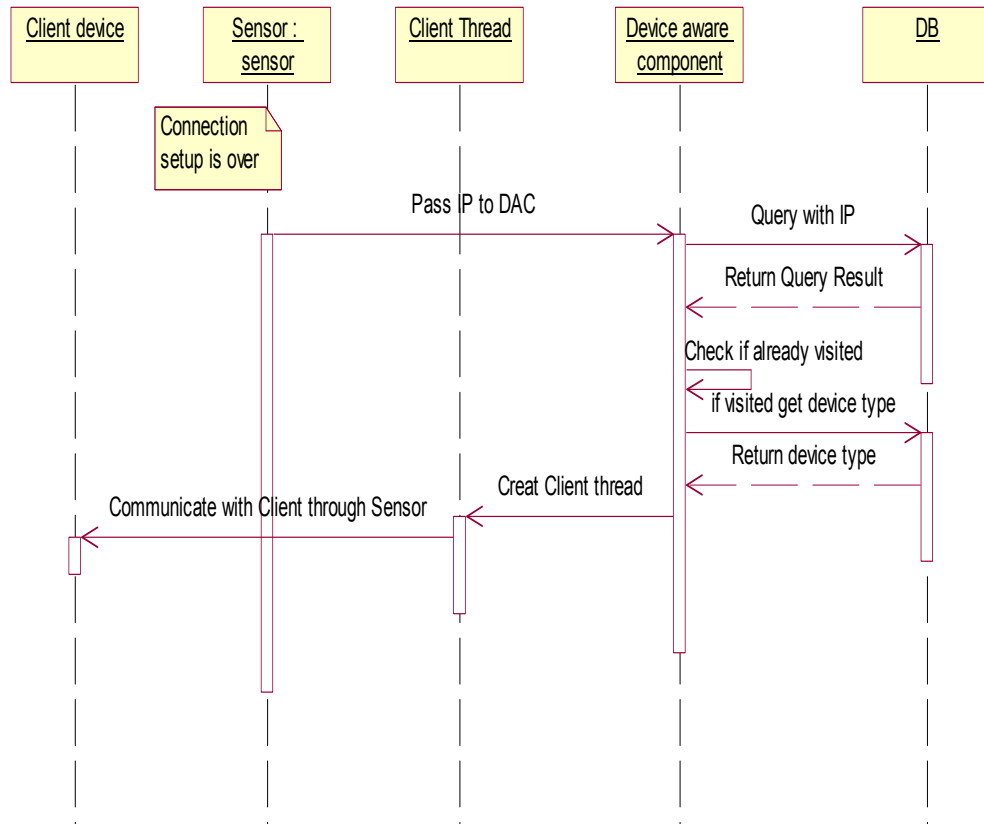 Client device
Sensor :
sensor
Client Thread
Device aware
component
DB
Connection
setup is over
Pass IP to DAC
Query with IP
Return Query Result
Check if already visited
if visited get device type
Return device type
Creat Client thread
Communicate with Client through Sensor